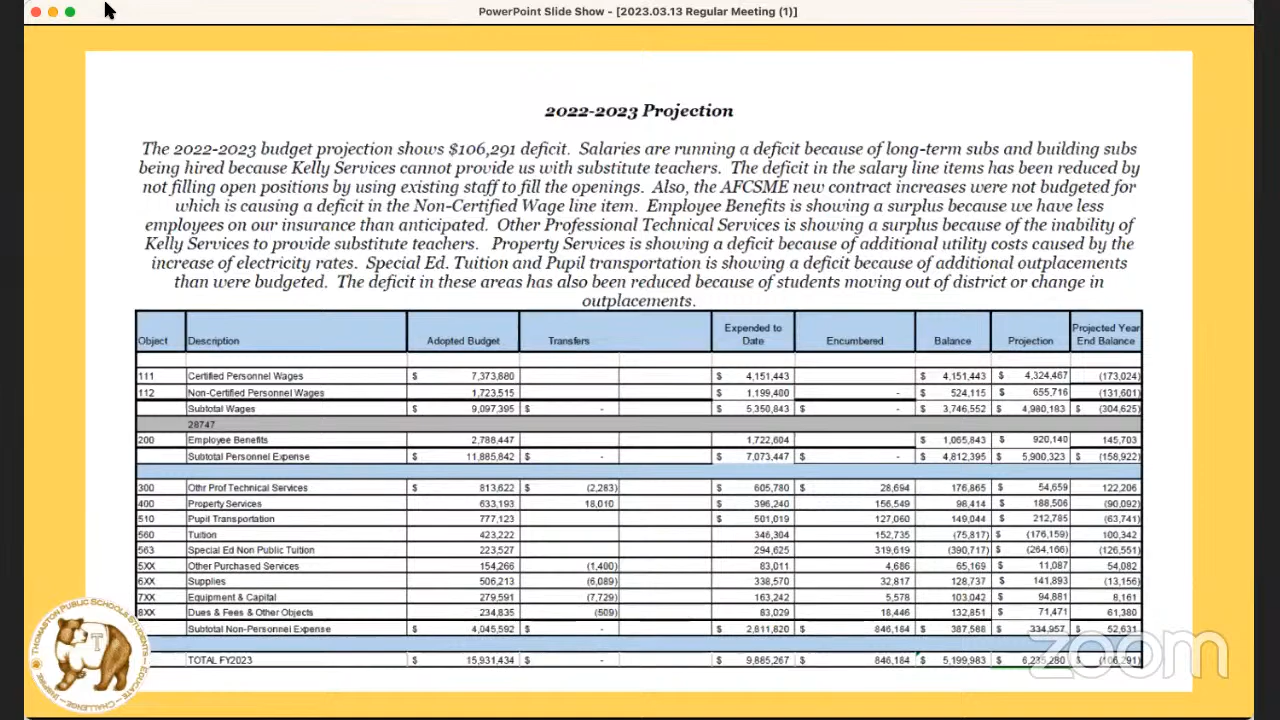 PowerPoint Slide Show - [2023.03.13 Regular Meeting (1)]
2022-2023 Projection
The 2022-2023 budget projection shows $106,291 deficit. Salaries are running a deficit because of long-term subs and building subs
being hired because Kelly Services cannot provide us with substitute teachers. The deficit in the salary line items has been reduced by
not filling open positions by using existing staff to fill the openings. Also, the AFCSME new contract increases were not budgeted for
which is causing a deficit in the Non-Certified Wage line item. Employee Benefits is showing a surplus because we have less
employees on our insurance than anticipated. Other Professional Technical Services is showing a surplus because of the inability of
Kelly Services to provide substitute teachers. Property Services is showing a deficit because of additional utility costs caused by the
increase of electricity rates. Special Ed. Tuition and Pupil transportation is showing a deficit because of additional outplacements
than were budgeted. The deficit in these areas has also been reduced because of students moving out of district or change in
outplacements.
Object Description Adopted Budget Transfers Expended to Date Encumbered Balance Projection Projected Year End Balance
111 Certified Personnel Wages $ 7,373,880 $ 4,151,443 $ 4,151,443 $ 4,324,467 (173,024)
112 Non-Certified Personnel Wages 1,723,515 $ 1,199,400 - $ 524,115 $ 655,716 (131,601)
Subtotal Wages $ 9,097,395 $ - $ 5,350,843 $ - $ 3,746,552 $ 4,980,183 $ (304,625)
28747
200 Employee Benefits 2,788,447 1,722,604 $ 1,065,843 $ 920,140 145,703
Subtotal Personnel Expense $ 11,885,842 $ - $ 7,073,447 $ - $ 4,812,395 $ 5,900,323 $ (158,922)
300 Othr Prof Technical Services $ 813,622 $ (2,283) $ 605,780 $ 28,694 176,865 $ 54,659 122,206
400 Property Services 633,193 18,010 $ 396,240 156,549 98,414 $ 188,506 (90,092)
510 Pupil Transportation 777,123 $ 501,019 127,060 149,044 $ 212,785 (63,741)
560 Tuition 423,222 346,304 152,735 (75,817) $ (176,159) 100,342
563 Special Ed Non Public Tuition 223,527 294,625 319,619 (390,717) $ (264,166) (126,551)
5XX Other Purchased Services 154,266 (1,400) 83,011 4,686 65,169 $ 11,087 54,082
6XX Supplies 506,213 (6,089) 338,570 32,817 128,737 $ 141,893 (13,156)
7XX Equipment & Capital 279,591 (7,729) 163,242 5,578 103,042 $ 94,881 8,161
8XX Dues & Fees & Other Objects 234,835 (509) 83,029 18,446 132,851 $ 71,471 61,380
Subtotal Non-Personnel Expense $ 4,045,592 $ - $ 2,811,820 $ 846,184 $ 387,588 $ 334,957 $ 52,631
TOTAL FY2023 $ 15,931,434 $ - $ 9,885,267 846,184 $ 5,199,983 $ 6,235,280 $ (106,291)
THOMASTON PUBLIC SCHOOLS
T
zoom